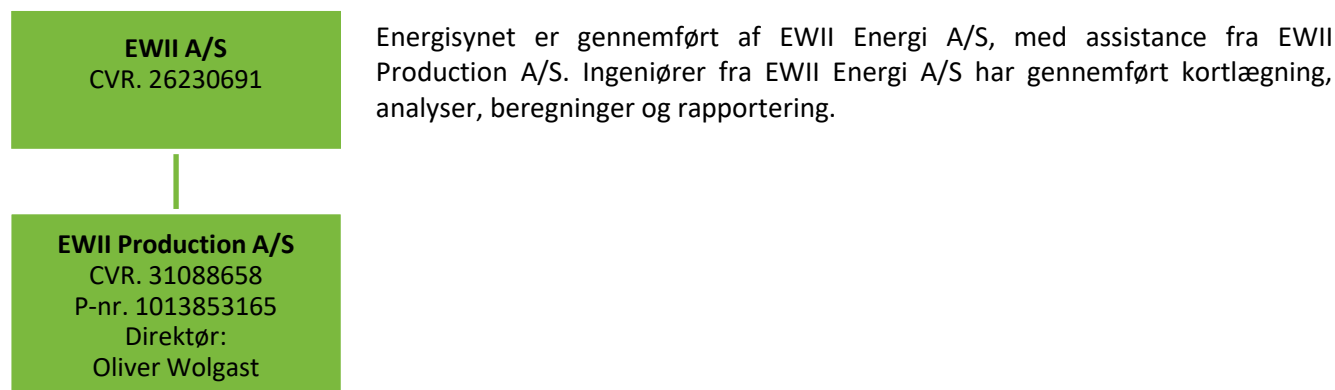 EWII A/S
CVR. 26230691
Energisynet er gennemført af EWII Energi A/S, med assistance fra EWII
Production A/S. Ingeniører fra EWII Energi A/S har gennemført kortlægning,
analyser, beregninger og rapportering.
EWII Production A/S
CVR. 31088658
P-nr. 1013853165
Direktør:
Oliver Wolgast